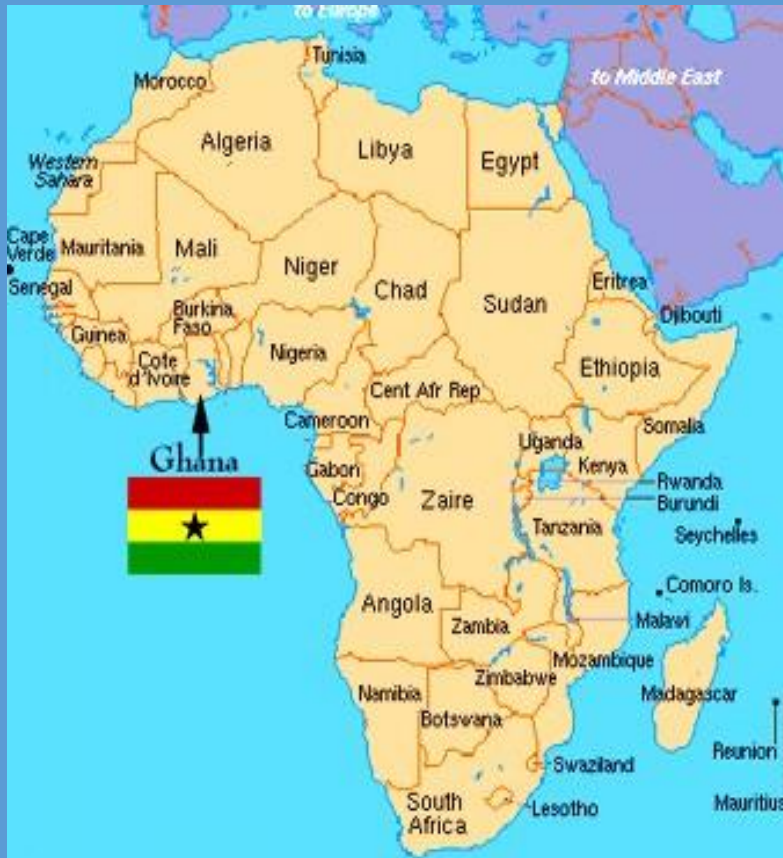 to Europe
Tunisia
to Middle East
Morocco
Algeria
Libya
Egypt
Western
Sahara
Cape
Verde
Mauritania
Mali
Niger
Chad
Sudan
Eritrea
Senegal
Burkina
Faso
Djibouti
Guinea
Nigeria
Cote
d'Ivoire
Ethiopia
Cent Afr Rep
Cameroon
Somalia
Uganda
Ghana
Kenya
Gabon
Rwanda
Congo
Zaire
Burundi
Tanzania
Seychelles
Comoro Is.
Angola
Zambia
Malawi
Mozambique
Zimbabwe
Namibia
Madagascar
Botswana
Reunion
Swaziland
South
Africa
Lesotho
Mauritius